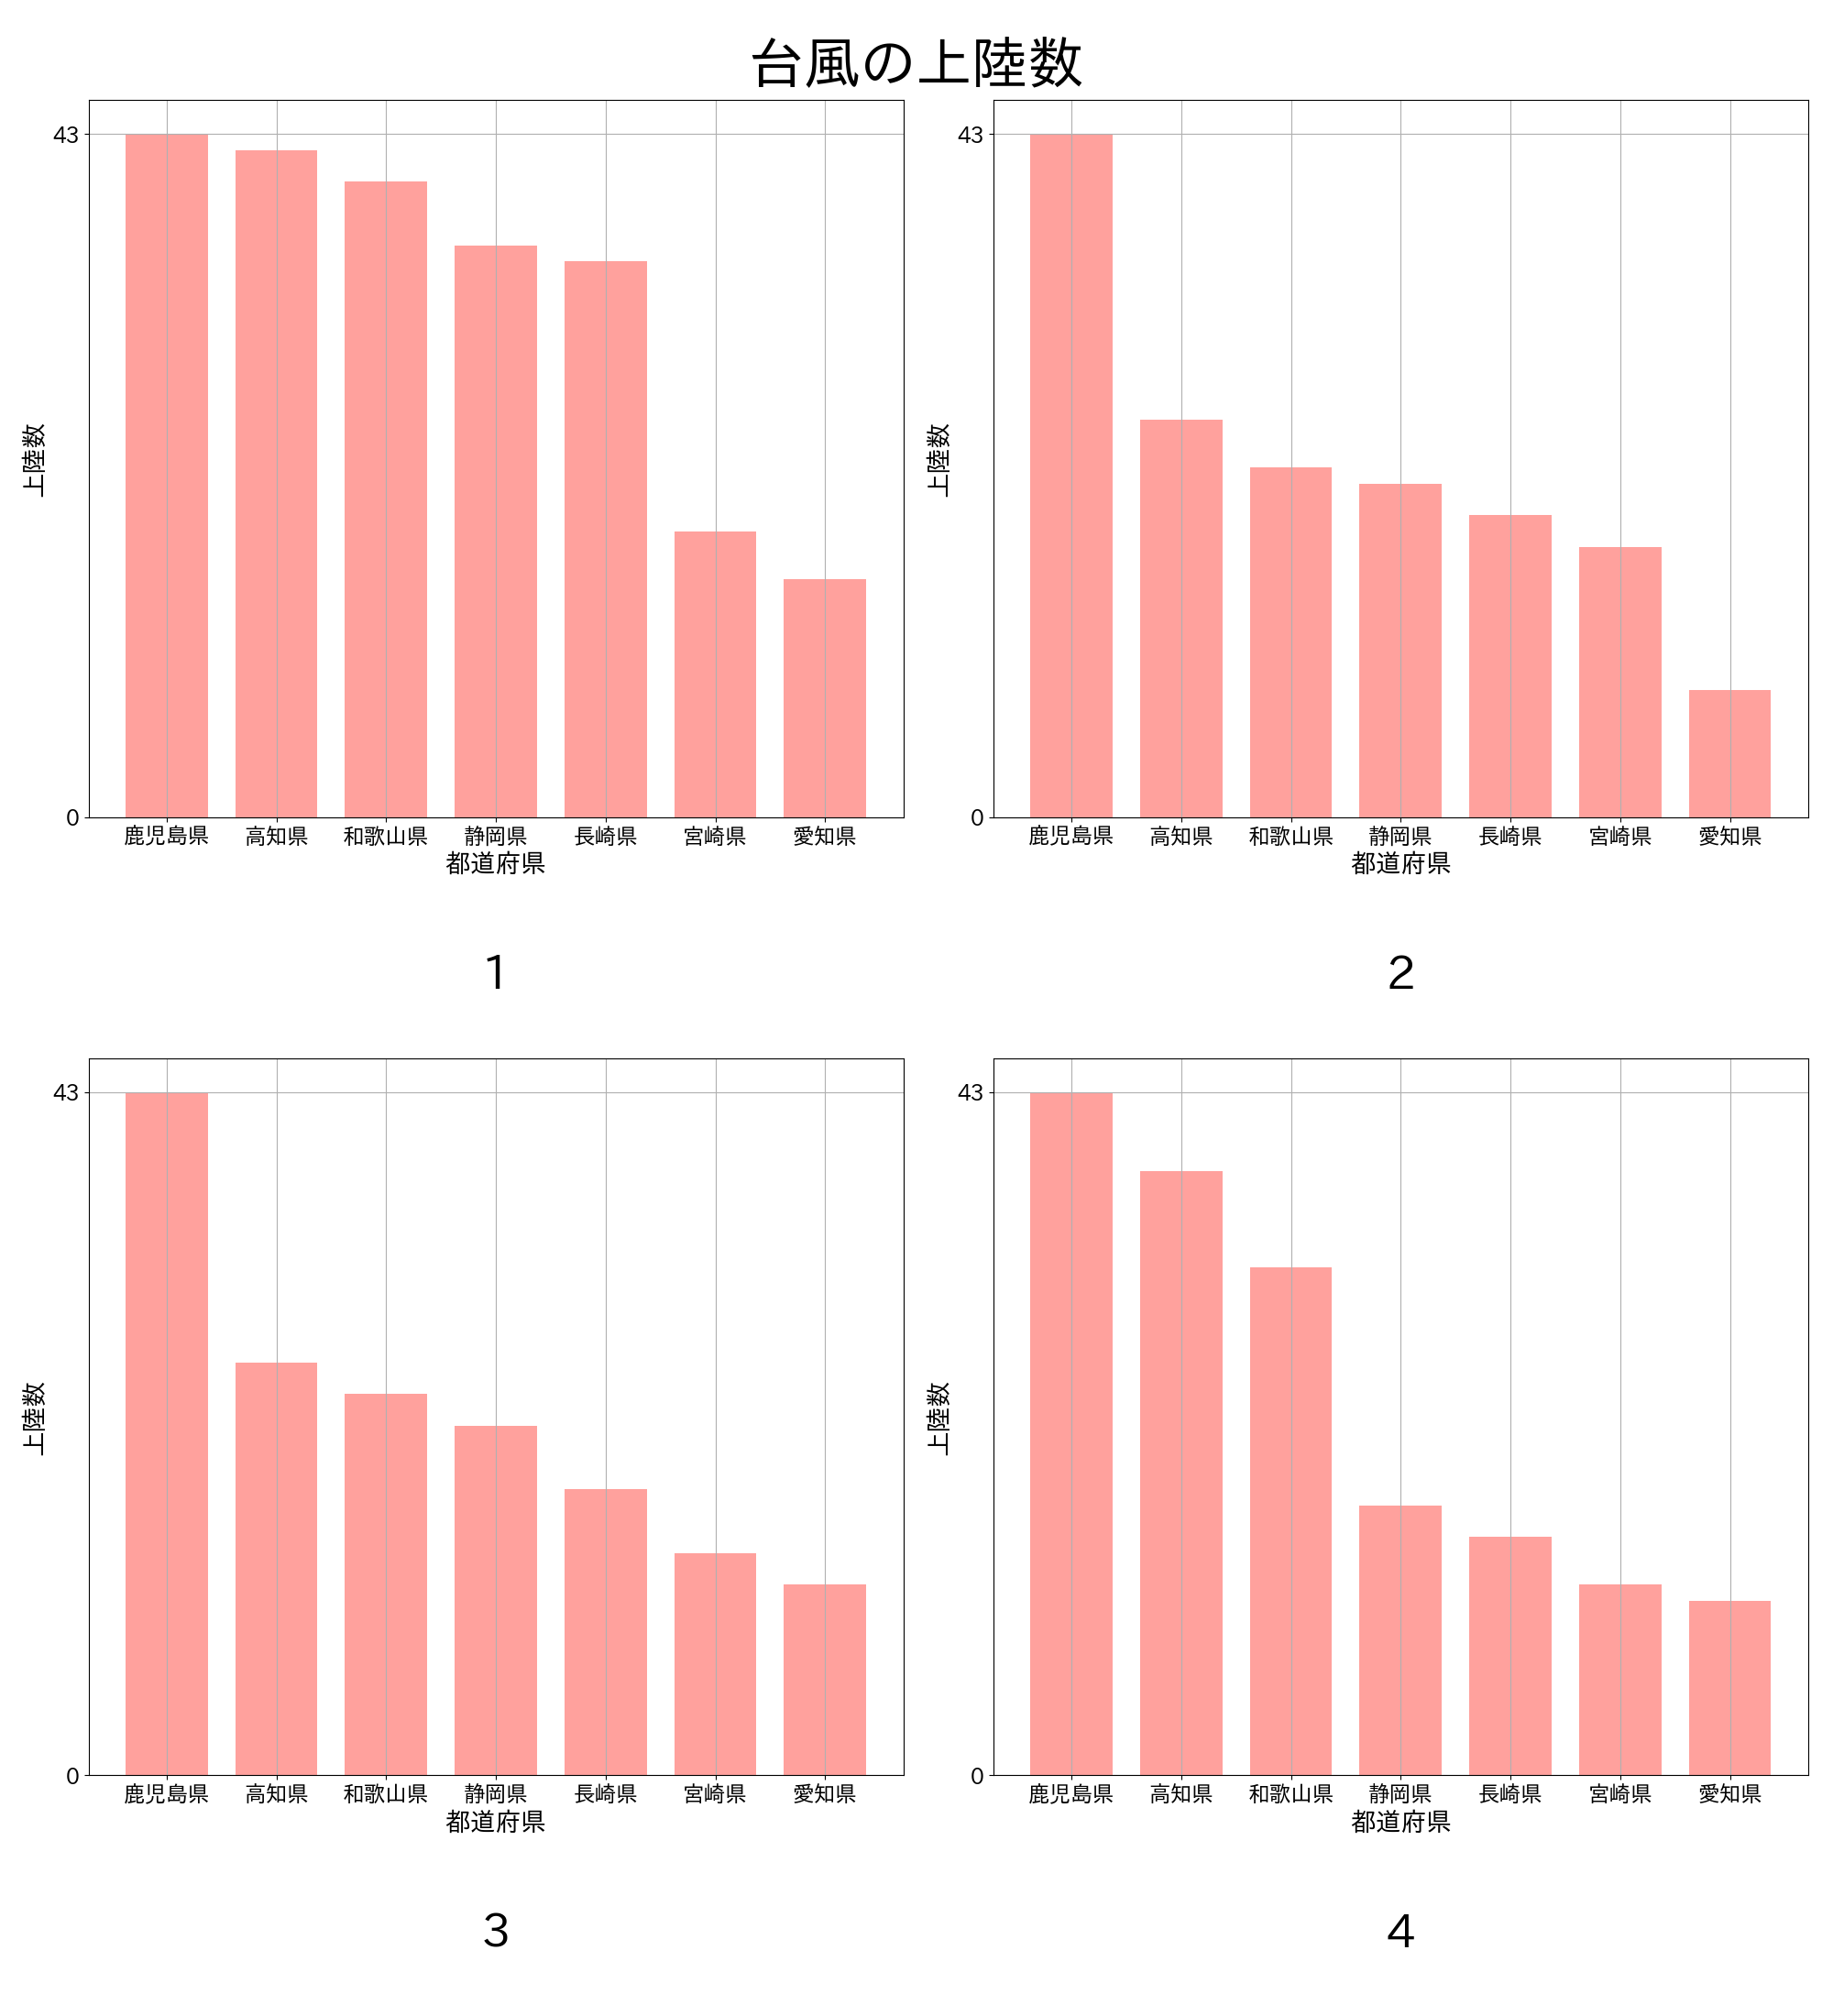 台風の上陸数
43
0
上陸数
鹿児島県 高知県 和歌山県 静岡県 長崎県 宮崎県 愛知県
都道府県
1
43
0
上陸数
鹿児島県 高知県 和歌山県 静岡県 長崎県 宮崎県 愛知県
都道府県
2
43
0
上陸数
鹿児島県 高知県 和歌山県 静岡県 長崎県 宮崎県 愛知県
都道府県
3
43
0
上陸数
鹿児島県 高知県 和歌山県 静岡県 長崎県 宮崎県 愛知県
都道府県
4